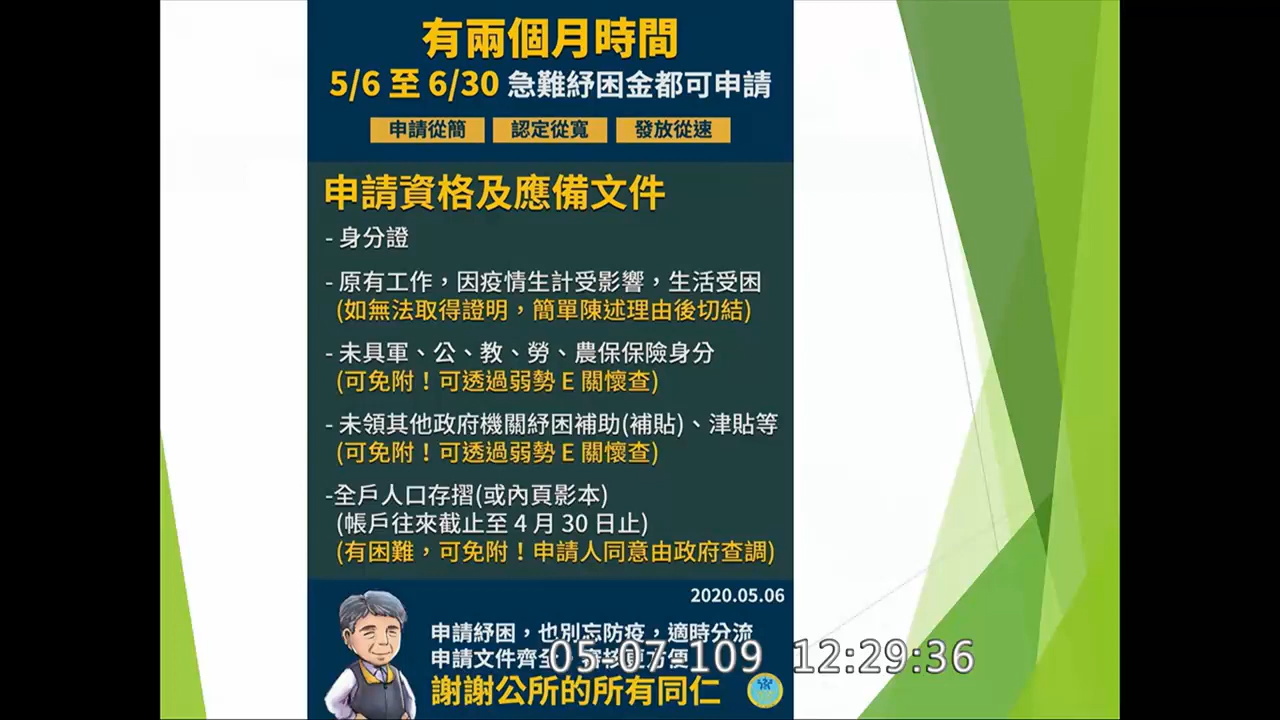 有兩個月時間
5/6 至 6/30 急難紓困金都可申請
申請從簡 認定從寬 發放從速
申請資格及應備文件
- 身分證
- 原有工作，因疫情生計受影響，生活受困
(如無法取得證明，簡單陳述理由後切結)
- 未具軍、公、教、勞、農保保險身分
(可免附！可透過弱勢 E 關懷查)
- 未領其他政府機關紓困補助(補貼)、津貼等
(可免附！可透過弱勢 E 關懷查)
-全戶人口存摺(或內頁影本)
(帳戶往來截止至 4 月 30 日止)
(有困難，可免附！申請人同意由政府查調)
2020.05.06
申請紓困，也別忘防疫，適時分流
申請文件齊
05-07-109 12:29:36
謝謝公所的所有同仁